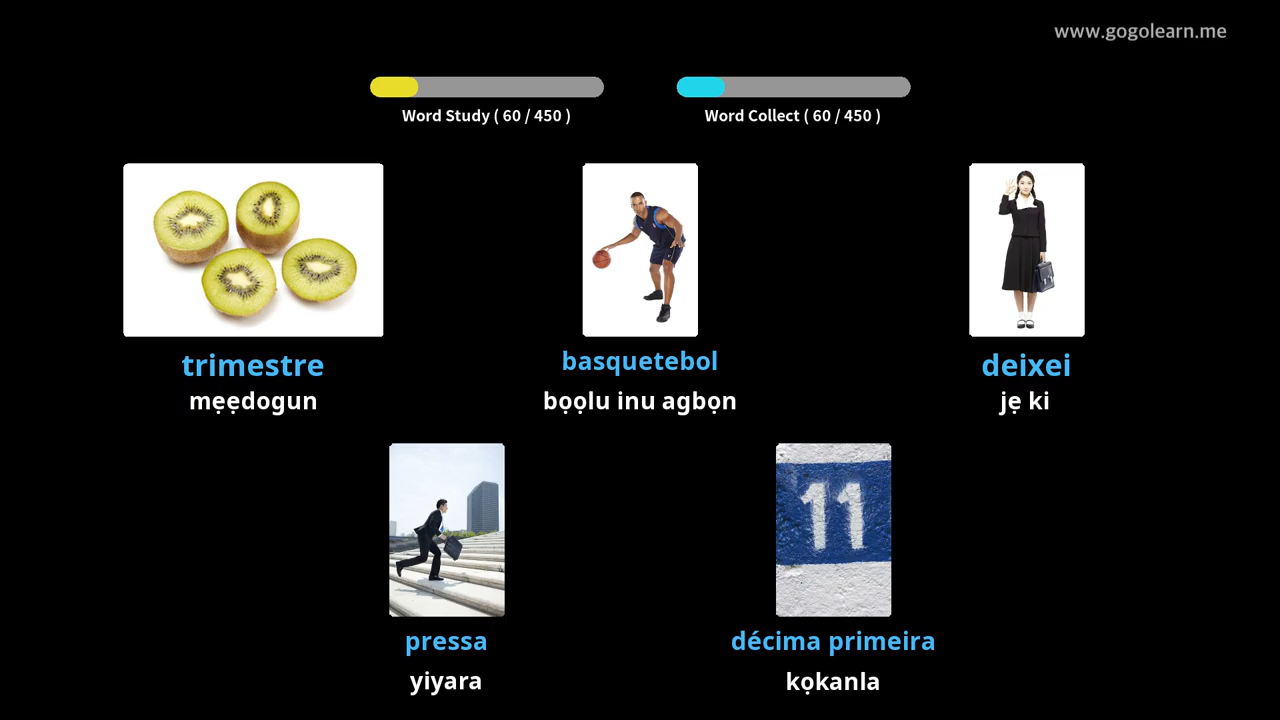 www.gogolearn.me
Word Study ( 60 / 450 )
Word Collect ( 60 / 450 )
trimestre
mẹẹdogun
basquetebol
bọọlu inu agbọn
deixei
jẹ ki
11
pressa
yiyara
décima primeira
kọkanla